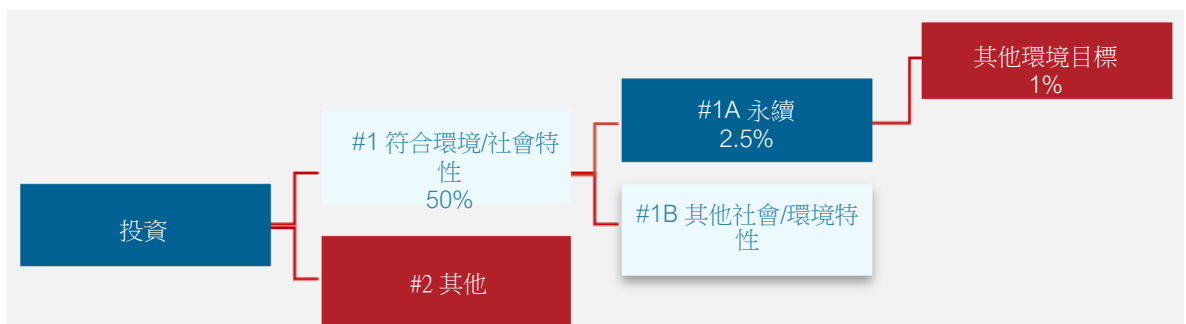 投資
#1 符合環境/社會特
性
50%
#2 其他
#1A 永續
2.5%
#1B 其他社會/環境特
性
其他環境目標
1%